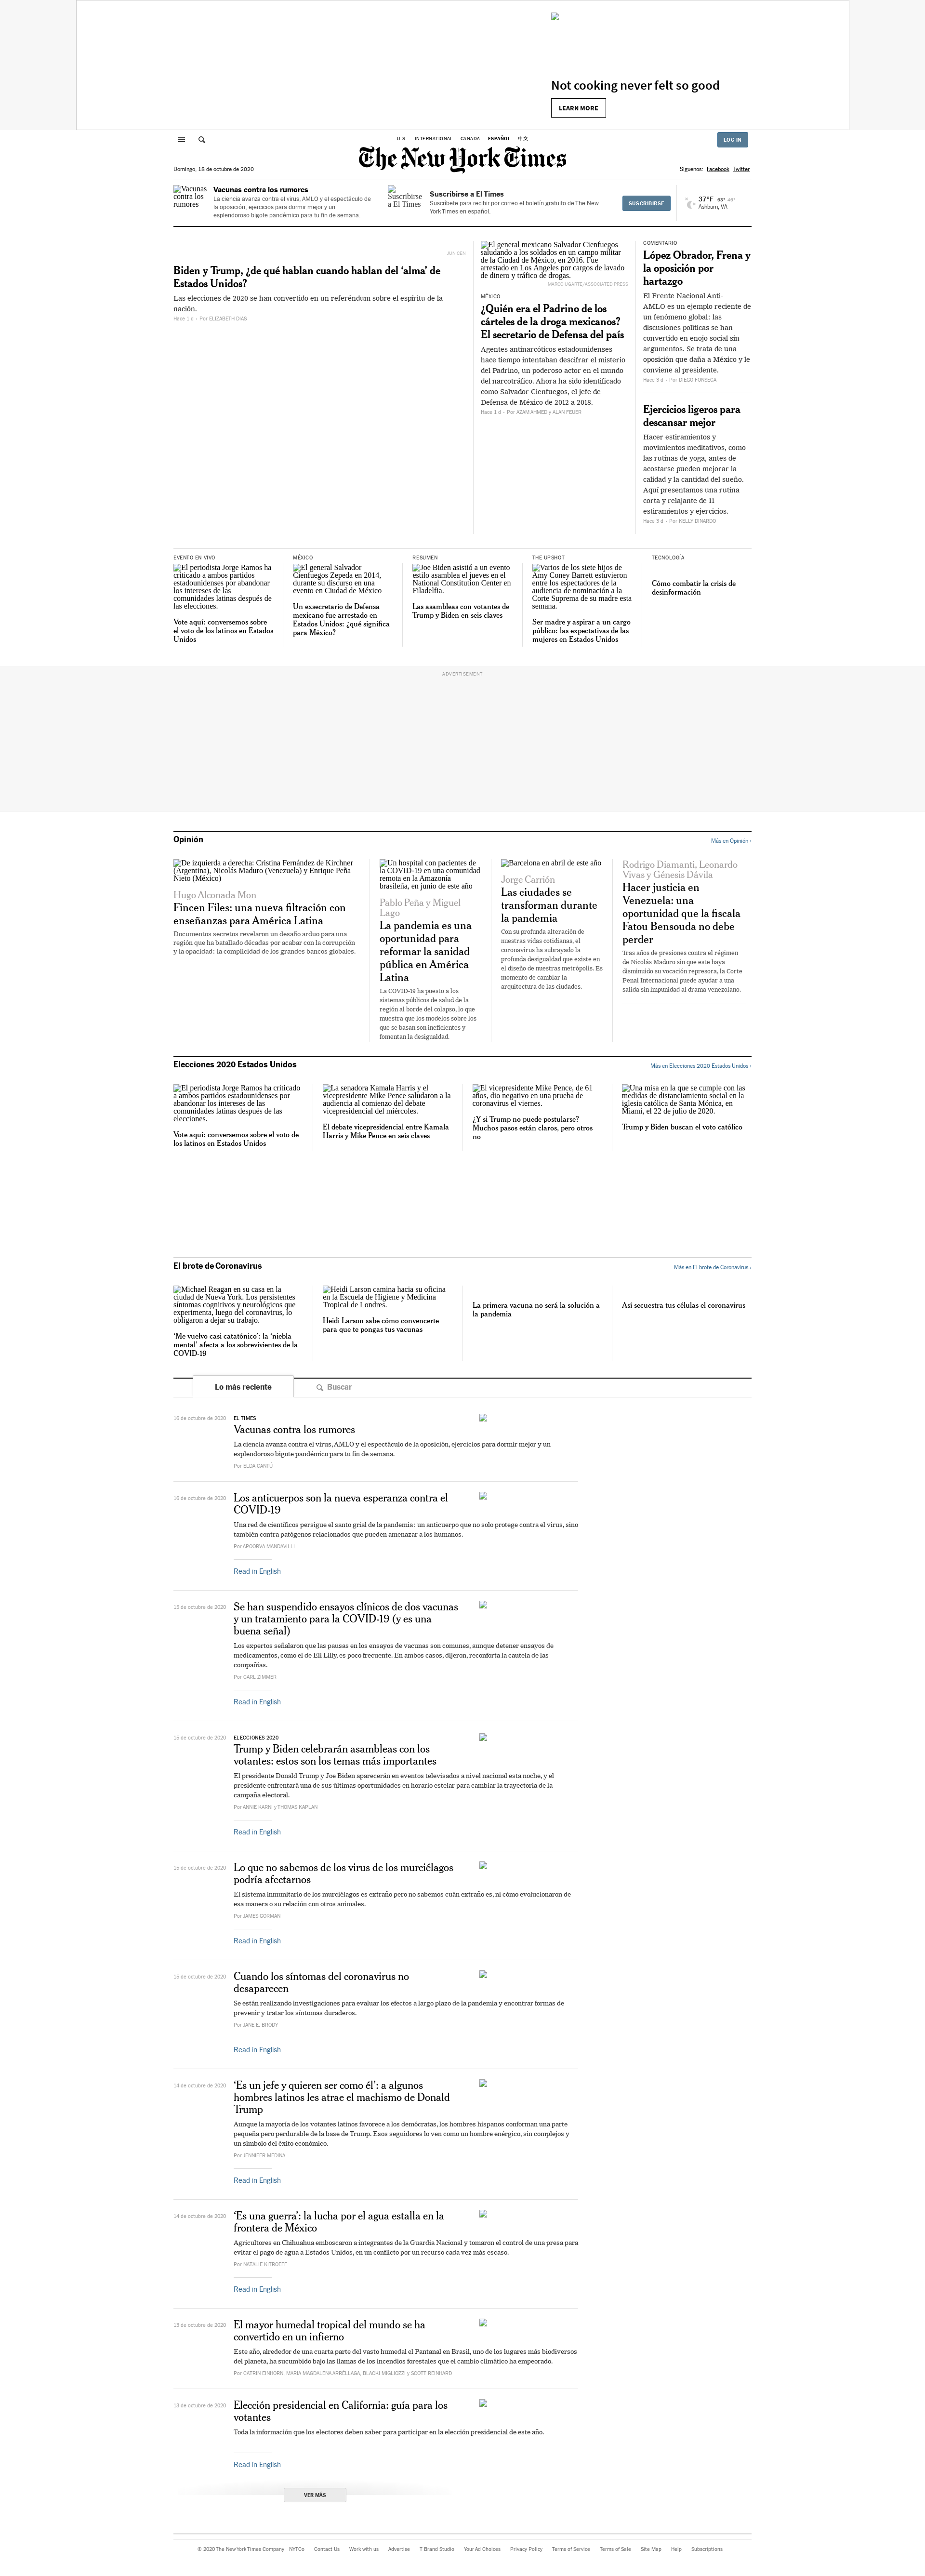 Not cooking never felt so good
LEARN MORE
U.S.
INTERNATIONAL
CANADA
ESPAÑOL
中文
LOG IN
The New York Times
Domingo, 18 de octubre de 2020
Síguenos:
Facebook
Twitter
Vacunas contra los rumores
Vacunas contra los rumores
La ciencia avanza contra el virus, AMLO y el espectáculo de
la oposición, ejercicios para dormir mejor y un
esplendoroso bigote pandémico para tu fin de semana.
Suscribirse a El Times
Suscribirse a El Times
Suscríbete para recibir por correo el boletín gratuito de The New
York Times en español.
SUSCRIBIRSE
37°F
Ashburn, VA
JUN CEN
Biden y Trump, ¿de qué hablan cuando hablan del ‘alma’ de
Estados Unidos?
Las elecciones de 2020 se han convertido en un referéndum sobre el espíritu de la
nación.
Hace 1 d - Por ELIZABETH DIAS
El general mexicano Salvador Cienfuegos
saludando a los soldados en un campo militar
de la Ciudad de México, en 2016. Fue
arrestado en Los Ángeles por cargos de lavado
de dinero y tráfico de drogas.
MARCO UGARTE/ASSOCIATED PRESS
MÉXICO
¿Quién era el Padrino de los
cárteles de la droga mexicanos?
El secretario de Defensa del país
Agentes antinarcóticos estadounidenses
hace tiempo intentaban descifrar el misterio
del Padrino, un poderoso actor en el mundo
del narcotráfico. Ahora ha sido identificado
como Salvador Cienfuegos, el jefe de
Defensa de México de 2012 a 2018.
Hace 1 d - Por AZAM AHMED y ALAN FEUER
COMENTARIO
López Obrador, Frena y
la oposición por
hartazgo
El Frente Nacional Anti-
AMLO es un ejemplo reciente de
un fenómeno global: las
discusiones políticas se han
convertido en enojo social sin
argumentos. Se trata de una
oposición que daña a México y le
conviene al presidente.
Hace 3 d - Por DIEGO FONSECA
Ejercicios ligeros para
descansar mejor
Hacer estiramientos y
movimientos meditativos, como
las rutinas de yoga, antes de
acostarse pueden mejorar la
calidad y la cantidad del sueño.
Aquí presentamos una rutina
corta y relajante de 11
estiramientos y ejercicios.
Hace 3 d - Por KELLY DINARDO
EVENTO EN VIVO
El periodista Jorge Ramos ha
criticado a ambos partidos
estadounidenses por abandonar
los intereses de las
comunidades latinas después de
las elecciones.
Vote aquí: conversemos sobre
el voto de los latinos en Estados
Unidos
MÉXICO
El general Salvador
Cienfuegos Zepeda en 2014,
durante su discurso en una
evento en Ciudad de México
Un exsecretario de Defensa
mexicano fue arrestado en
Estados Unidos: ¿qué significa
para México?
RESUMEN
Joe Biden asistió a un evento
estilo asamblea el jueves en el
National Constitution Center en
Filadelfia.
Las asambleas con votantes de
Trump y Biden en seis claves
THE UPSHOT
Varios de los siete hijos de
Amy Coney Barrett estuvieron
entre los espectadores de la
audiencia de nominación a la
Corte Suprema de su madre esta
semana.
Ser madre y aspirar a un cargo
público: las expectativas de las
mujeres en Estados Unidos
TECNOLOGÍA
Cómo combatir la crisis de
desinformación
ADVERTISEMENT
Opinión
Más en Opinión ›
De izquierda a derecha: Cristina Fernández de Kirchner
(Argentina), Nicolás Maduro (Venezuela) y Enrique Peña
Nieto (México)
Hugo Alconada Mon
Fincen Files: una nueva filtración con
enseñanzas para América Latina
Documentos secretos revelaron un desafío arduo para una
región que ha batallado décadas por acabar con la corrupción
y la opacidad: la complicidad de los grandes bancos globales.
Un hospital con pacientes de
la COVID-19 en una comunidad
remota en la Amazonía
brasileña, en junio de este año
Pablo Peña y Miguel
Lago
La pandemia es una
oportunidad para
reformar la sanidad
pública en América
Latina
La COVID-19 ha puesto a los
sistemas públicos de salud de la
región al borde del colapso, lo que
muestra que los modelos sobre los
que se basan son ineficientes y
fomentan la desigualdad.
Barcelona en abril de este año
Jorge Carrión
Las ciudades se
transforman durante
la pandemia
Con su profunda alteración de
nuestras vidas cotidianas, el
coronavirus ha subrayado la
profunda desigualdad que existe en
el diseño de nuestras metrópolis. Es
momento de cambiar la
arquitectura de las ciudades.
Rodrigo Diamanti, Leonardo
Vivas y Génesis Dávila
Hacer justicia en
Venezuela: una
oportunidad que la fiscala
Fatou Bensouda no debe
perder
Tras años de presiones contra el régimen
de Nicolás Maduro sin que este haya
disminuido su vocación represora, la Corte
Penal Internacional puede ayudar a una
salida sin impunidad al drama venezolano.
Elecciones 2020 Estados Unidos
Más en Elecciones 2020 Estados Unidos ›
El periodista Jorge Ramos ha criticado
a ambos partidos estadounidenses por
abandonar los intereses de las
comunidades latinas después de las
elecciones.
Vote aquí: conversemos sobre el voto de
los latinos en Estados Unidos
La senadora Kamala Harris y el
vicepresidente Mike Pence saludaron a la
audiencia al comienzo del debate
vicepresidencial del miércoles.
El debate vicepresidencial entre Kamala
Harris y Mike Pence en seis claves
El vicepresidente Mike Pence, de 61
años, dio negativo en una prueba de
coronavirus el viernes.
¿Y si Trump no puede postularse?
Muchos pasos están claros, pero otros
no
Una misa en la que se cumple con las
medidas de distanciamiento social en la
iglesia católica de Santa Mónica, en
Miami, el 22 de julio de 2020.
Trump y Biden buscan el voto católico
El brote de Coronavirus
Más en El brote de Coronavirus ›
Michael Reagan en su casa en la
ciudad de Nueva York. Los persistentes
síntomas cognitivos y neurológicos que
experimenta, luego del coronavirus, lo
obligaron a dejar su trabajo.
‘Me vuelvo casi catatónico’: la ‘niebla
mental’ afecta a los sobrevivientes de la
COVID-19
Heidi Larson camina hacia su oficina
en la Escuela de Higiene y Medicina
Tropical de Londres.
Heidi Larson sabe cómo convencerte
para que te pongas tus vacunas
La primera vacuna no será la solución a
la pandemia
Así secuestra tus células el coronavirus
Lo más reciente
Buscar
16 de octubre de 2020
EL TIMES
Vacunas contra los rumores
La ciencia avanza contra el virus, AMLO y el espectáculo de la oposición, ejercicios para dormir mejor y un
esplendoroso bigote pandémico para tu fin de semana.
Por ELDA CANTÚ
16 de octubre de 2020
Los anticuerpos son la nueva esperanza contra el
COVID-19
Una red de científicos persigue el santo grial de la pandemia: un anticuerpo que no solo protege contra el virus, sino
también contra patógenos relacionados que pueden amenazar a los humanos.
Por APOORVA MANDAVILLI
Read in English
15 de octubre de 2020
Se han suspendido ensayos clínicos de dos vacunas
y un tratamiento para la COVID-19 (y es una
buena señal)
Los expertos señalaron que las pausas en los ensayos de vacunas son comunes, aunque detener ensayos de
medicamentos, como el de Eli Lilly, es poco frecuente. En ambos casos, dijeron, reconforta la cautela de las
compañías.
Por CARL ZIMMER
Read in English
15 de octubre de 2020
ELECCIONES 2020
Trump y Biden celebrarán asambleas con los
votantes: estos son los temas más importantes
El presidente Donald Trump y Joe Biden aparecerán en eventos televisados a nivel nacional esta noche, y el
presidente enfrentará una de sus últimas oportunidades en horario estelar para cambiar la trayectoria de la
campaña electoral.
Por ANNIE KARNI y THOMAS KAPLAN
Read in English
15 de octubre de 2020
Lo que no sabemos de los virus de los murciélagos
podría afectarnos
El sistema inmunitario de los murciélagos es extraño pero no sabemos cuán extraño es, ni cómo evolucionaron de
esa manera o su relación con otros animales.
Por JAMES GORMAN
Read in English
15 de octubre de 2020
Cuando los síntomas del coronavirus no
desaparecen
Se están realizando investigaciones para evaluar los efectos a largo plazo de la pandemia y encontrar formas de
prevenir y tratar los síntomas duraderos.
Por JANE E. BRODY
Read in English
14 de octubre de 2020
‘Es un jefe y quieren ser como él’: a algunos
hombres latinos les atrae el machismo de Donald
Trump
Aunque la mayoría de los votantes latinos favorece a los demócratas, los hombres hispanos conforman una parte
pequeña pero perdurable de la base de Trump. Esos seguidores lo ven como un hombre enérgico, sin complejos y
un símbolo del éxito económico.
Por JENNIFER MEDINA
Read in English
14 de octubre de 2020
‘Es una guerra’: la lucha por el agua estalla en la
frontera de México
Agricultores en Chihuahua emboscaron a integrantes de la Guardia Nacional y tomaron el control de una presa para
evitar el pago de agua a Estados Unidos, en un conflicto por un recurso cada vez más escaso.
Por NATALIE KITROEFF
Read in English
13 de octubre de 2020
El mayor humedal tropical del mundo se ha
convertido en un infierno
Este año, alrededor de una cuarta parte del vasto humedal el Pantanal en Brasil, uno de los lugares más biodiversos
del planeta, ha sucumbido bajo las llamas de los incendios forestales que el cambio climático ha empeorado.
Por CATRIN EINHORN, MARIA MAGDALENA ARRÉLLAGA, BLACKI MIGLIOZZI y SCOTT REINHARD
13 de octubre de 2020
Elección presidencial en California: guía para los
votantes
Toda la información que los electores deben saber para participar en la elección presidencial de este año.
Read in English
VER MÁS
© 2020 The New York Times Company
NYTCo
Contact Us
Work with us
Advertise
T Brand Studio
Your Ad Choices
Privacy Policy
Terms of Service
Terms of Sale
Site Map
Help
Subscriptions